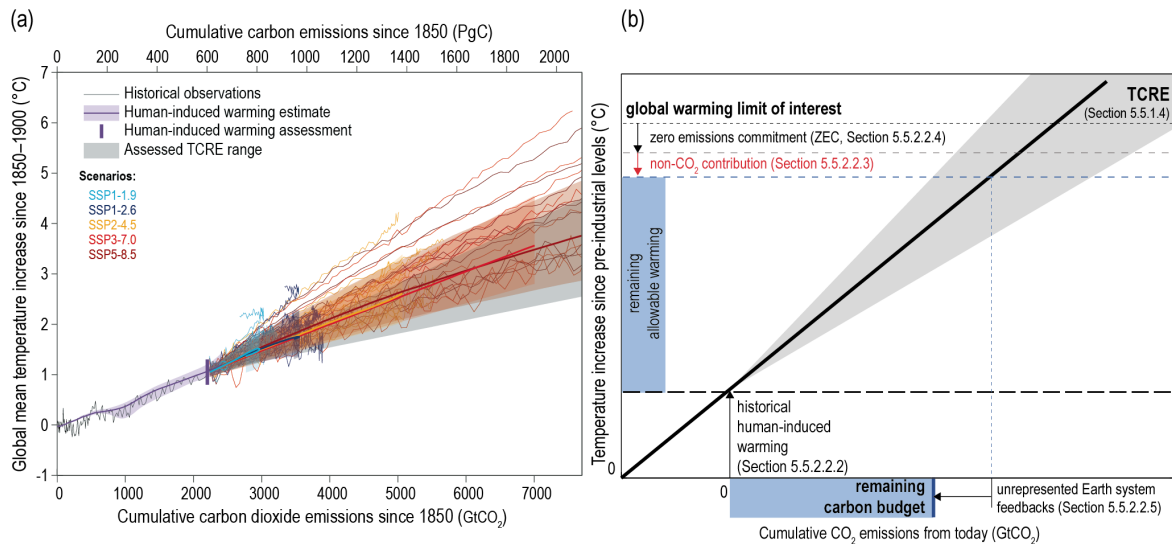 (a)
Cumulative carbon emissions since 1850 (PgC)
0 200 400 600 800 1000 1200 1400 1600 1800 2000
Global mean temperature increase since 1850–1900 (°C)
7
6
5
4
3
2
1
0
-1
Historical observations
Human-induced warming estimate
Human-induced warming assessment
Assessed TCRE range
Scenarios:
SSP1-1.9
SSP1-2.6
SSP2-4.5
SSP3-7.0
SSP5-8.5
0 1000 2000 3000 4000 5000 6000 7000
Cumulative carbon dioxide emissions since 1850 (GtCO₂)
(b)
Temperature increase since pre-industrial levels (°C)
global warming limit of interest
TCRE
(Section 5.5.1.4)
zero emissions commitment (ZEC, Section 5.5.2.2.4)
non-CO₂ contribution (Section 5.5.2.2.3)
remaining
allowable warming
historical
human-induced
warming
(Section 5.5.2.2.2)
0
0
remaining
carbon budget
unrepresented Earth system
feedbacks (Section 5.5.2.2.5)
Cumulative CO₂ emissions from today (GtCO₂)